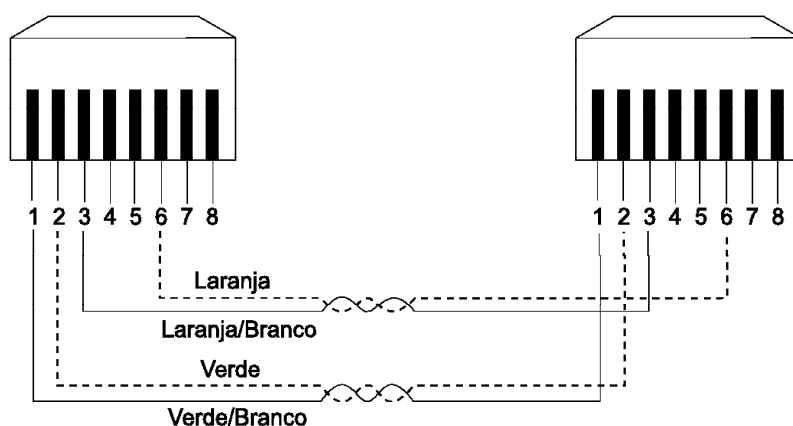 1 2 3 4 5 6 7 8
1 2 3 4 5 6 7 8
Laranja
Laranja/Branco
Verde
Verde/Branco